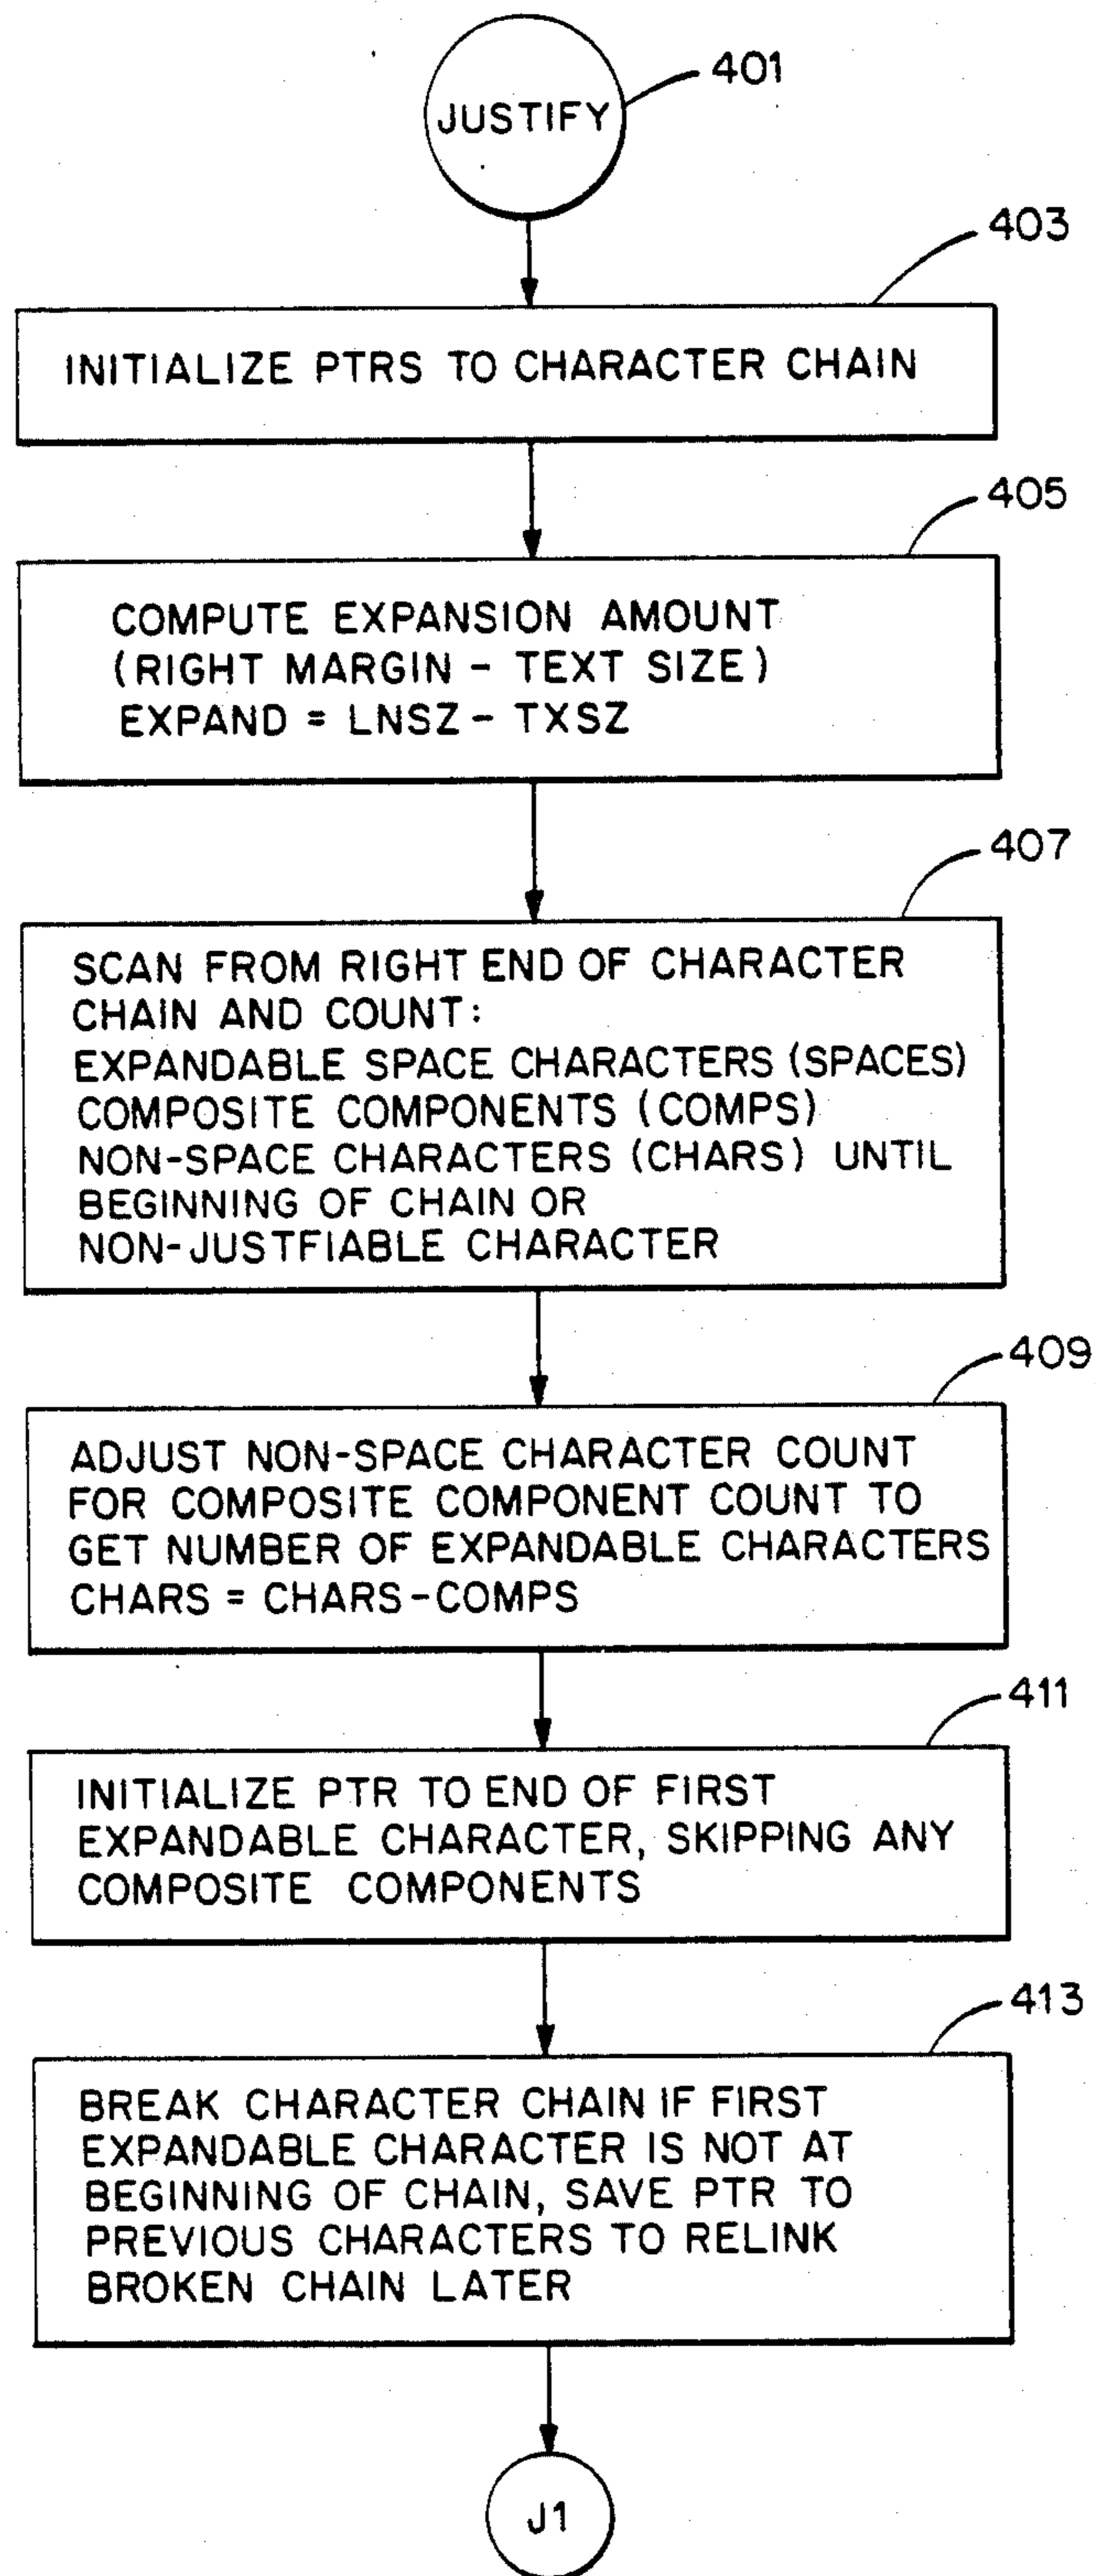 JUSTIFY
401
403
INITIALIZE PTRS TO CHARACTER CHAIN
405
COMPUTE EXPANSION AMOUNT
(RIGHT MARGIN - TEXT SIZE)
EXPAND = LNSZ - TXSZ
407
SCAN FROM RIGHT END OF CHARACTER
CHAIN AND COUNT:
EXPANDABLE SPACE CHARACTERS (SPACES)
COMPOSITE COMPONENTS (COMPS)
NON-SPACE CHARACTERS (CHARS) UNTIL
BEGINNING OF CHAIN OR
NON-JUSTFIABLE CHARACTER
409
ADJUST NON-SPACE CHARACTER COUNT
FOR COMPOSITE COMPONENT COUNT TO
GET NUMBER OF EXPANDABLE CHARACTERS
CHARS = CHARS-COMPS
411
INITIALIZE PTR TO END OF FIRST
EXPANDABLE CHARACTER, SKIPPING ANY
COMPOSITE COMPONENTS
413
BREAK CHARACTER CHAIN IF FIRST
EXPANDABLE CHARACTER IS NOT AT
BEGINNING OF CHAIN, SAVE PTR TO
PREVIOUS CHARACTERS TO RELINK
BROKEN CHAIN LATER
J1